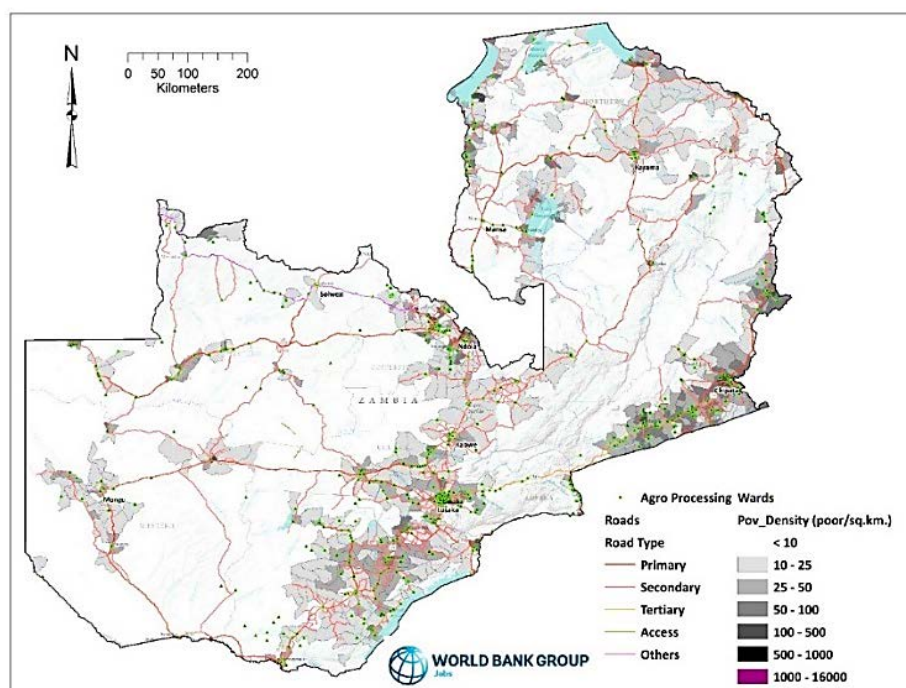 N
0 50 100 200
Kilometers
NORTHERN
Kasama
Mansa
Solwezi
Ndola
Chipata
ZAMBIA
Kabwe
Mongu
Lusaka
Agro Processing Wards
Roads
Road Type
Primary
Secondary
Tertiary
Access
Others
Pov_Density (poor/sq.km.)
< 10
10 - 25
25 - 50
50 - 100
100 - 500
500 - 1000
1000 - 16000
WORLD BANK GROUP
Jobs